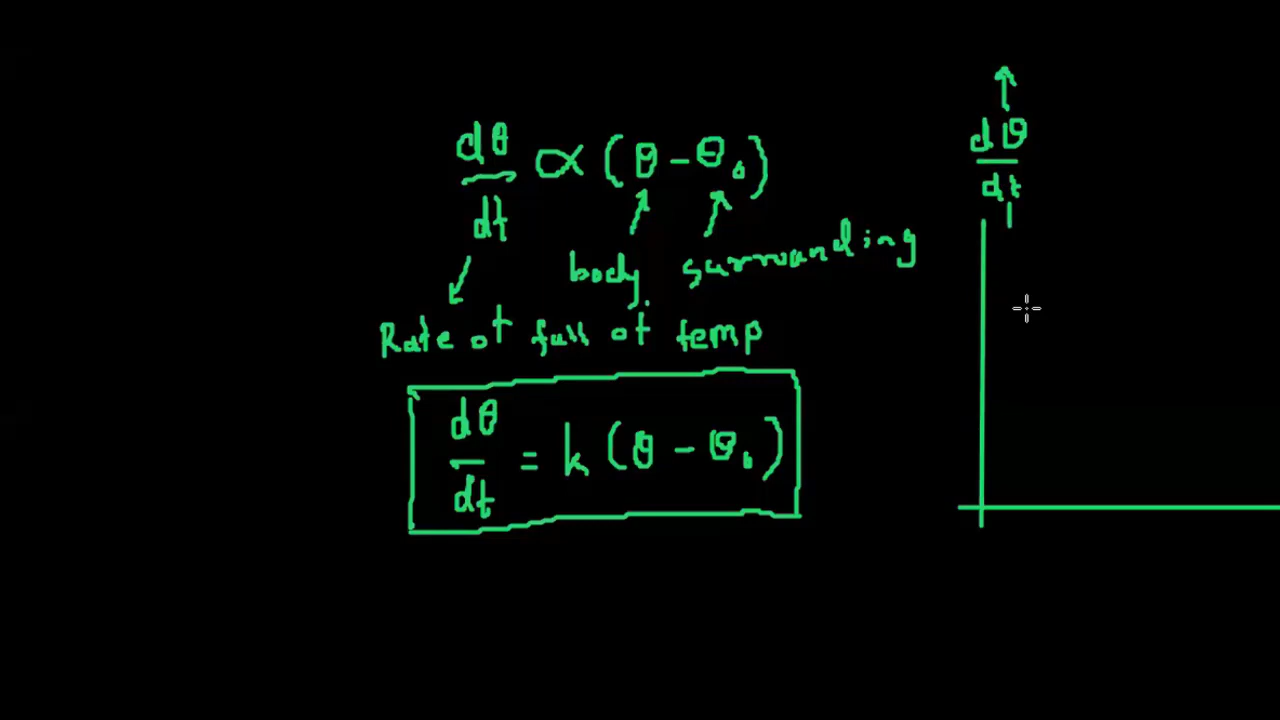 dθ/dt ∝ (θ - θ₀)
body surrounding
Rate of fall of temp
dθ/dt = k (θ - θ₀)
dθ/dt